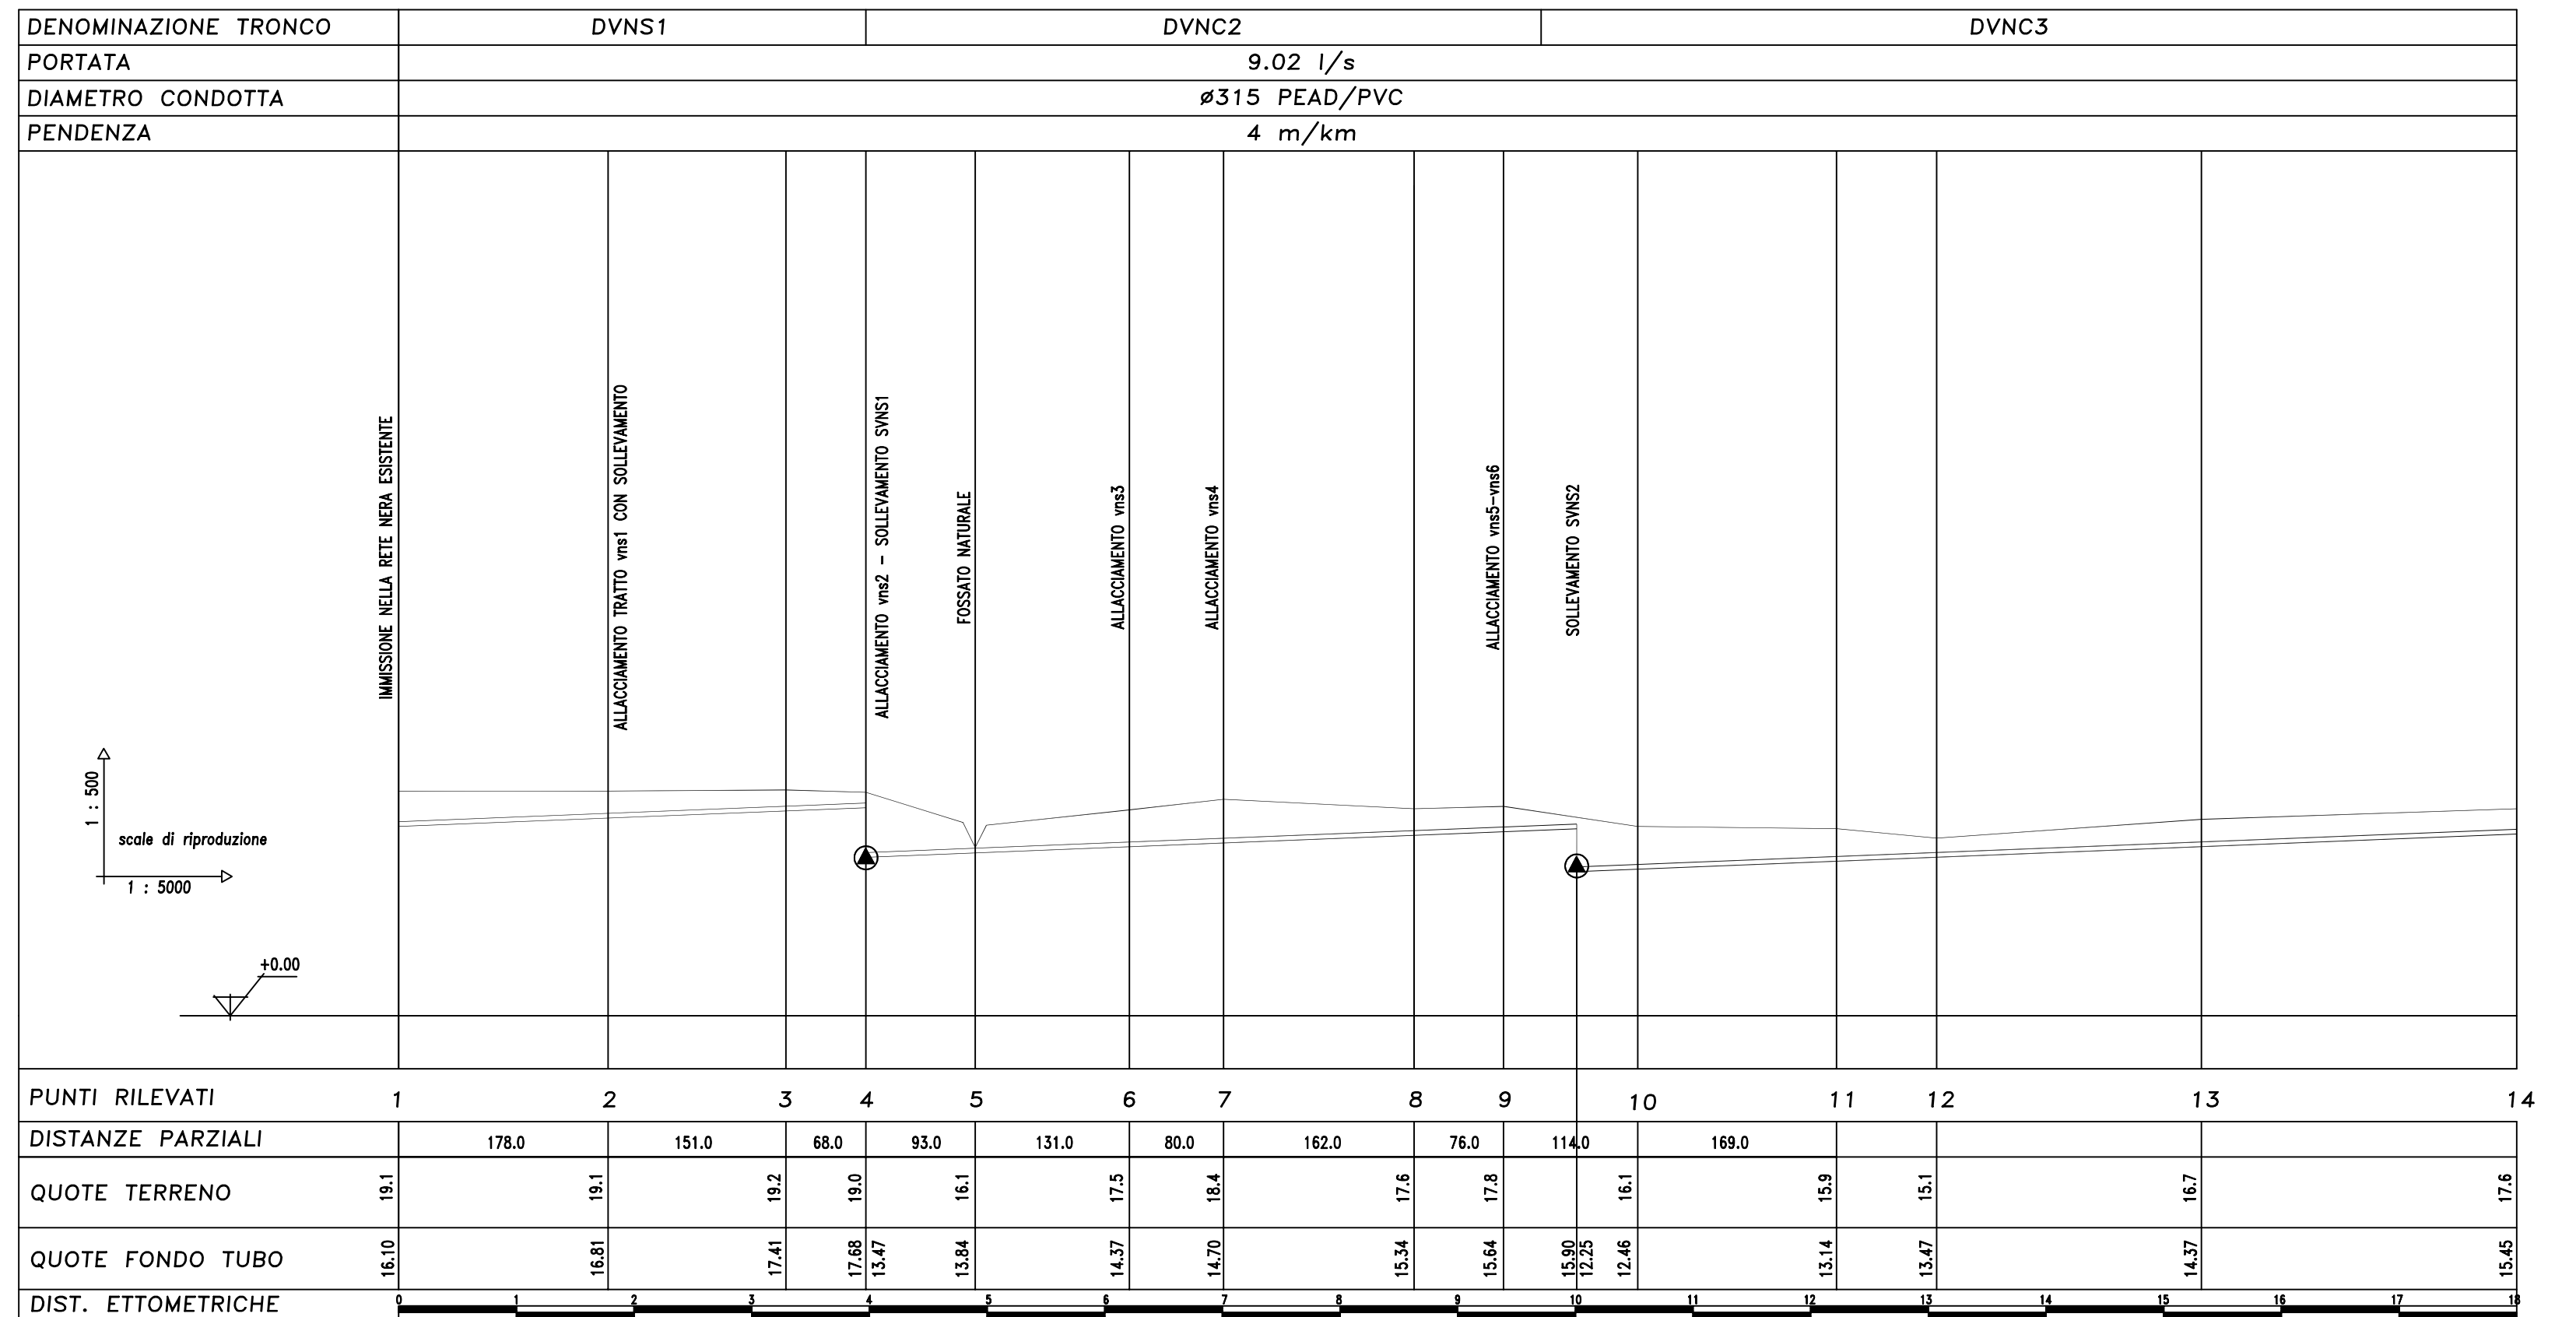 DENOMINAZIONE TRONCO DVNS1 DVNC2 DVNC3
PORTATA 9.02 l/s
DIAMETRO CONDOTTA ø315 PEAD/PVC
PENDENZA 4 m/km
IMMISSIONE NELLA RETE NERA ESISTENTE
ALLACCIAMENTO TRATTO vns1 CON SOLLEVAMENTO
ALLACCIAMENTO vns2 - SOLLEVAMENTO SVNS1
FOSSATO NATURALE
ALLACCIAMENTO vns3
ALLACCIAMENTO vns4
ALLACCIAMENTO vns5-vns6
SOLLEVAMENTO SVNS2
1 : 500
scale di riproduzione
1 : 5000
+0.00
PUNTI RILEVATI 1 2 3 4 5 6 7 8 9 10 11 12 13 14
DISTANZE PARZIALI 178.0 151.0 68.0 93.0 131.0 80.0 162.0 76.0 114.0 169.0
QUOTE TERRENO 19.1 19.1 19.2 19.0 16.1 17.5 18.4 17.6 17.8 16.1 15.9 15.1 16.7 17.6
QUOTE FONDO TUBO 16.10 16.81 17.41 17.68 13.47 13.84 14.37 14.70 15.34 15.64 15.90 12.25 12.46 13.14 13.47 14.37 15.45
DIST. ETTOMETRICHE 0 1 2 3 4 5 6 7 8 9 10 11 12 13 14 15 16 17 18